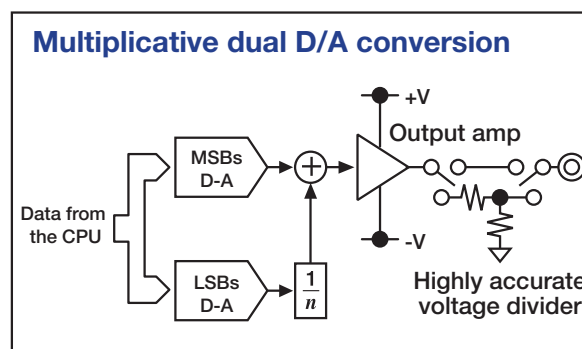 Multiplicative dual D/A conversion
+V
Output amp
MSBs
D-A
+
Data from
the CPU
LSBs
D-A
1
n
-V
Highly accurate
voltage divider